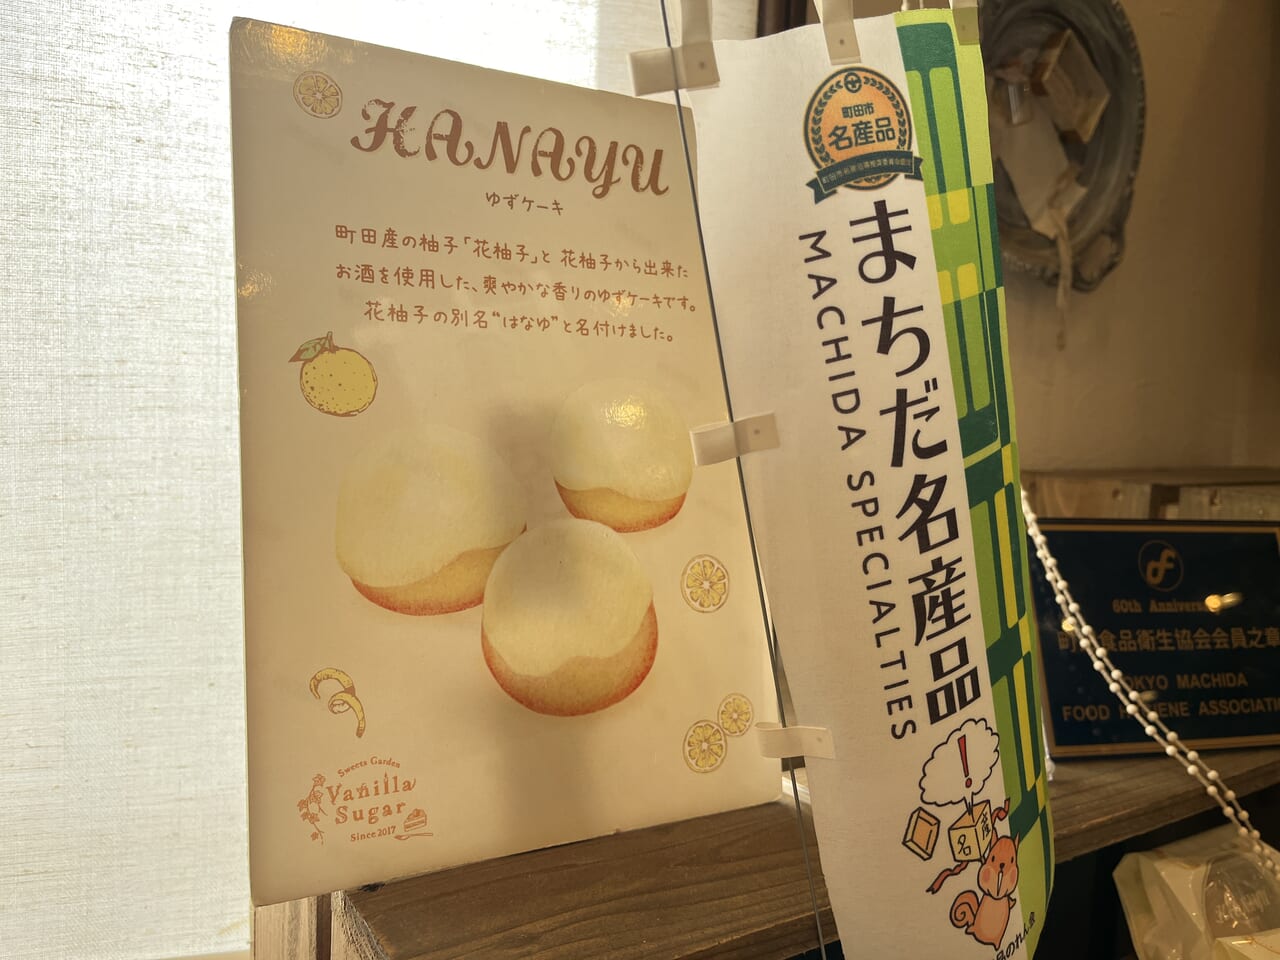 HANAYU
ゆずケーキ
町田産の柚子「花柚子」と 花柚子から出来た
お酒を使用した、爽やかな香りのゆずケーキです。
花柚子の別名“はなゆ”と名付けました。
Sweets Garden
Vanilla
Sugar
Since 2017
町田市
名産品
まちだ名産品
MACHIDA SPECIALTIES
!
名
産
60th Annivers
食品衛生協会会員之章
OKYO MACHIDA